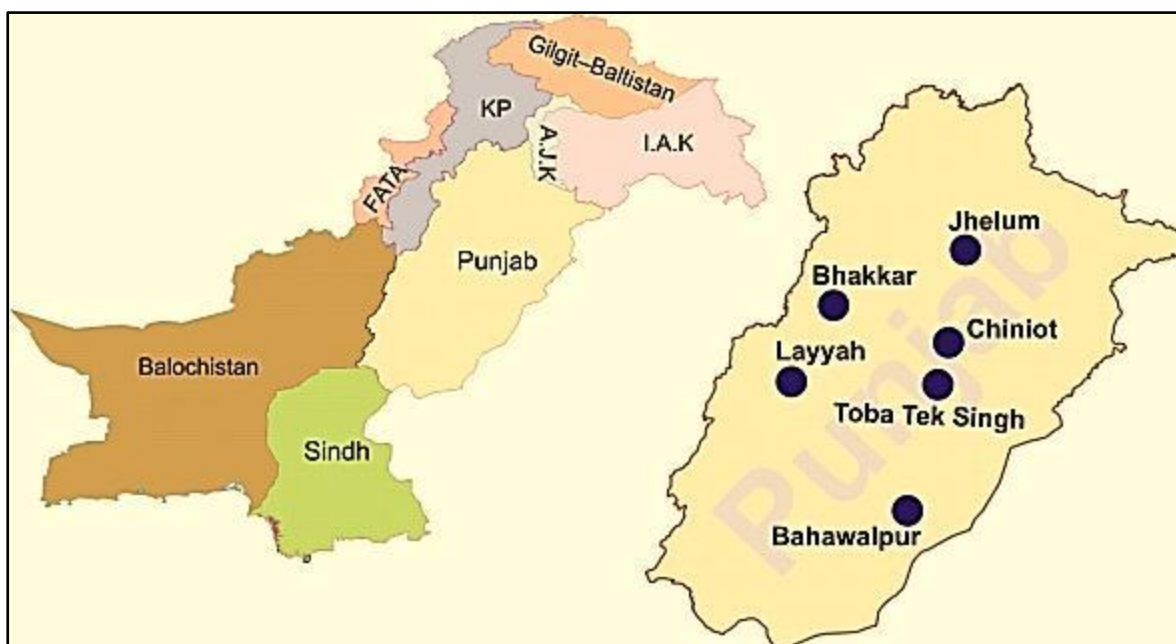 Gilgit–Baltistan
KP
A.J.K
I.A.K
FATA
Punjab
Balochistan
Sindh
Jhelum
Bhakkar
Chiniot
Layyah
Toba Tek Singh
Bahawalpur
Punjab